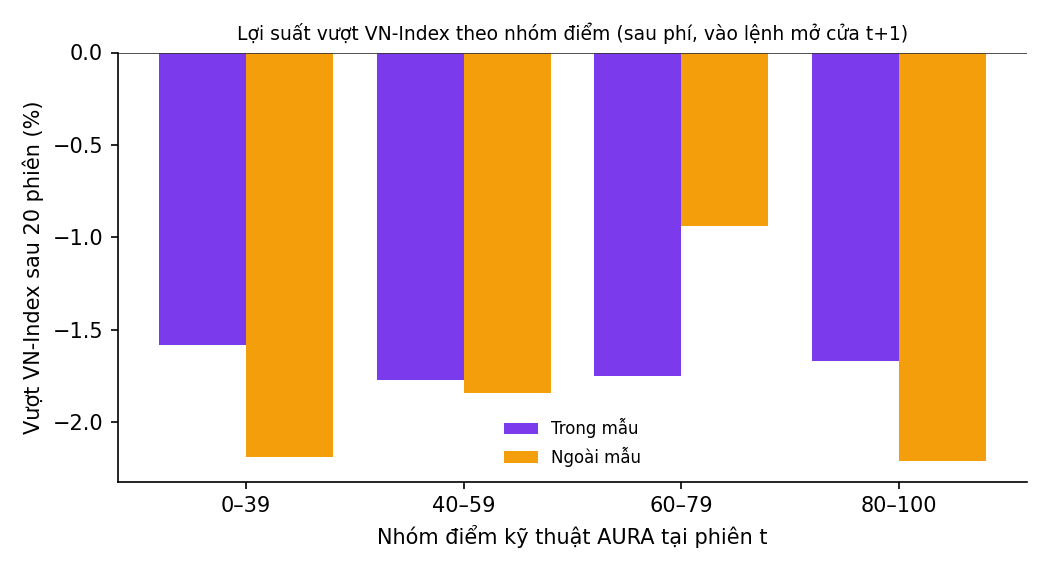 Lợi suất vượt VN-Index theo nhóm điểm (sau phí, vào lệnh mở cửa t+1)
Vượt VN-Index sau 20 phiên (%)
0.0
−0.5
−1.0
−1.5
−2.0
Trong mẫu
Ngoài mẫu
0–39
40–59
60–79
80–100
Nhóm điểm kỹ thuật AURA tại phiên t